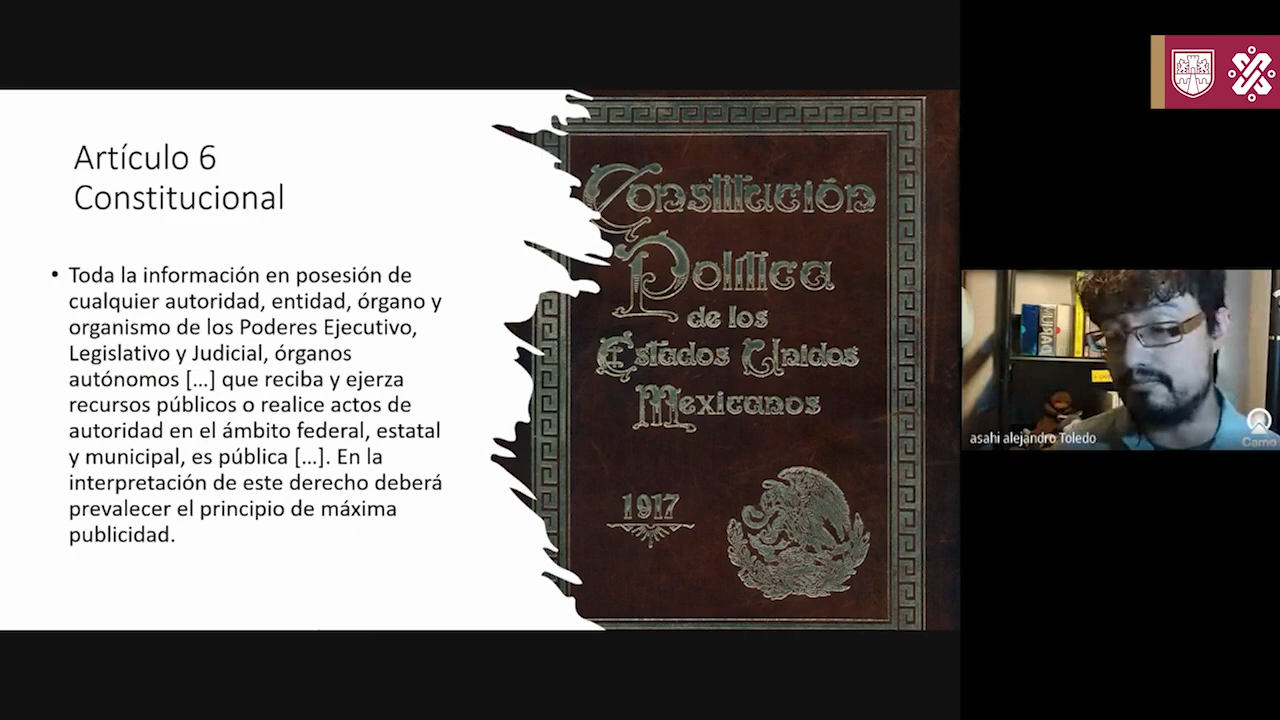 Artículo 6
Constitucional
• Toda la información en posesión de
cualquier autoridad, entidad, órgano y
organismo de los Poderes Ejecutivo,
Legislativo y Judicial, órganos
autónomos [...] que reciba y ejerza
recursos públicos o realice actos de
autoridad en el ámbito federal, estatal
y municipal, es pública [...]. En la
interpretación de este derecho deberá
prevalecer el principio de máxima
publicidad.
Constitución
Política
de los
Estados Unidos
Mexicanos
1917
asahi alejandro Toledo
Camo